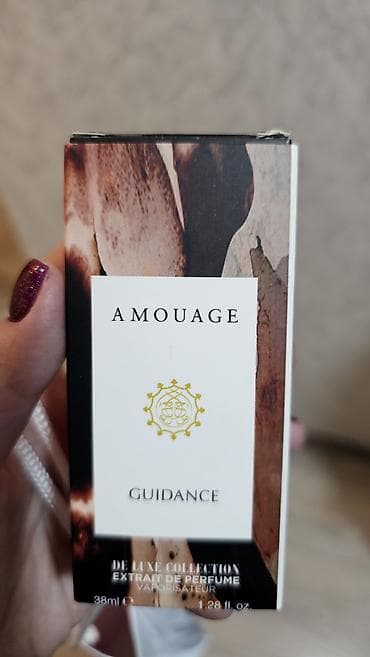 AMOUAGE
GUIDANCE
DE LUXE COLLECTION
EXTRAIT DE PERFUME
VAPORISATEUR
38ml ℮ 1.28 fl. oz.